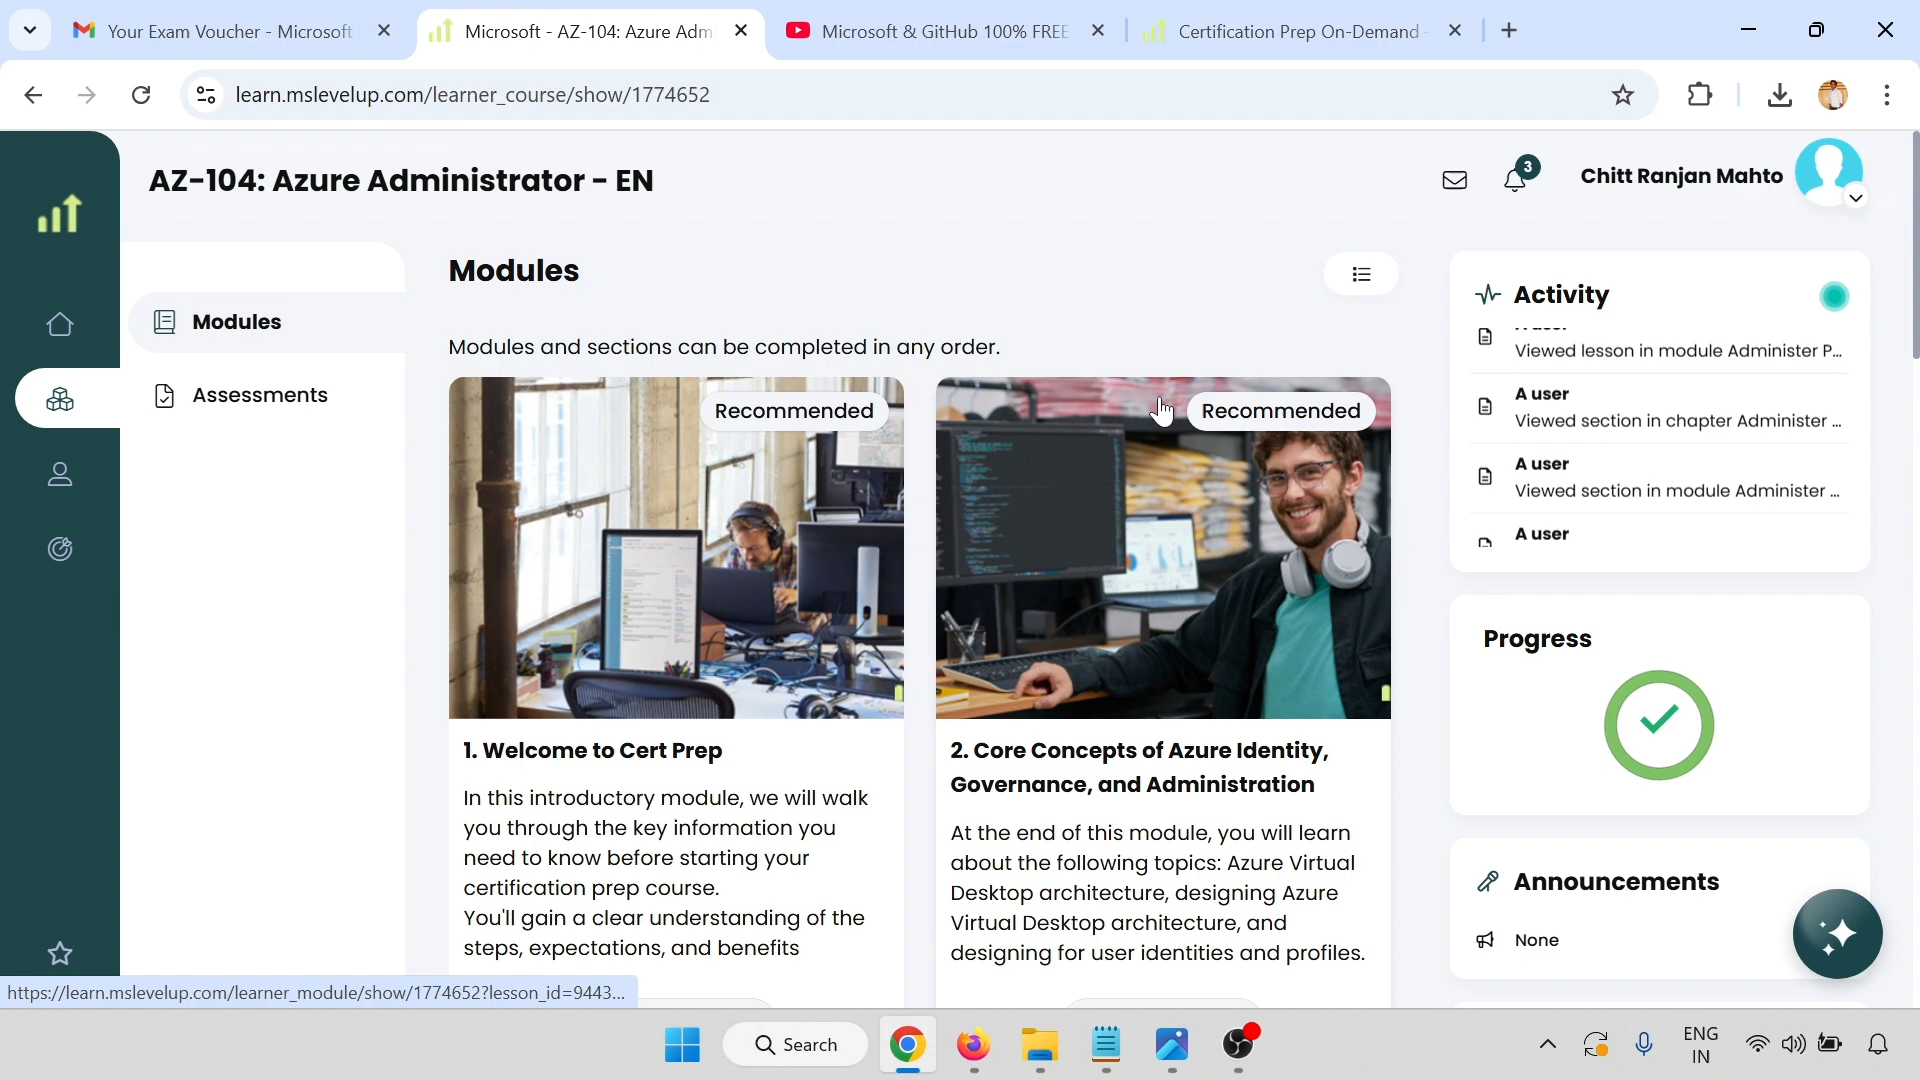 Your Exam Voucher - Microsoft
Microsoft - AZ-104: Azure Adm
Microsoft & GitHub 100% FREE
Certification Prep On-Demand -
learn.mslevelup.com/learner_course/show/1774652
AZ-104: Azure Administrator - EN
3
Chitt Ranjan Mahto
Modules
Assessments
Modules
Modules and sections can be completed in any order.
Recommended
1. Welcome to Cert Prep
In this introductory module, we will walk
you through the key information you
need to know before starting your
certification prep course.
You'll gain a clear understanding of the
steps, expectations, and benefits
Recommended
2. Core Concepts of Azure Identity,
Governance, and Administration
At the end of this module, you will learn
about the following topics: Azure Virtual
Desktop architecture, designing Azure
Virtual Desktop architecture, and
designing for user identities and profiles.
Activity
Viewed lesson in module Administer P...
A user
Viewed section in chapter Administer ...
A user
Viewed section in module Administer ...
A user
Progress
Announcements
None
https://learn.mslevelup.com/learner_module/show/1774652?lesson_id=9443...
Search
ENG
IN